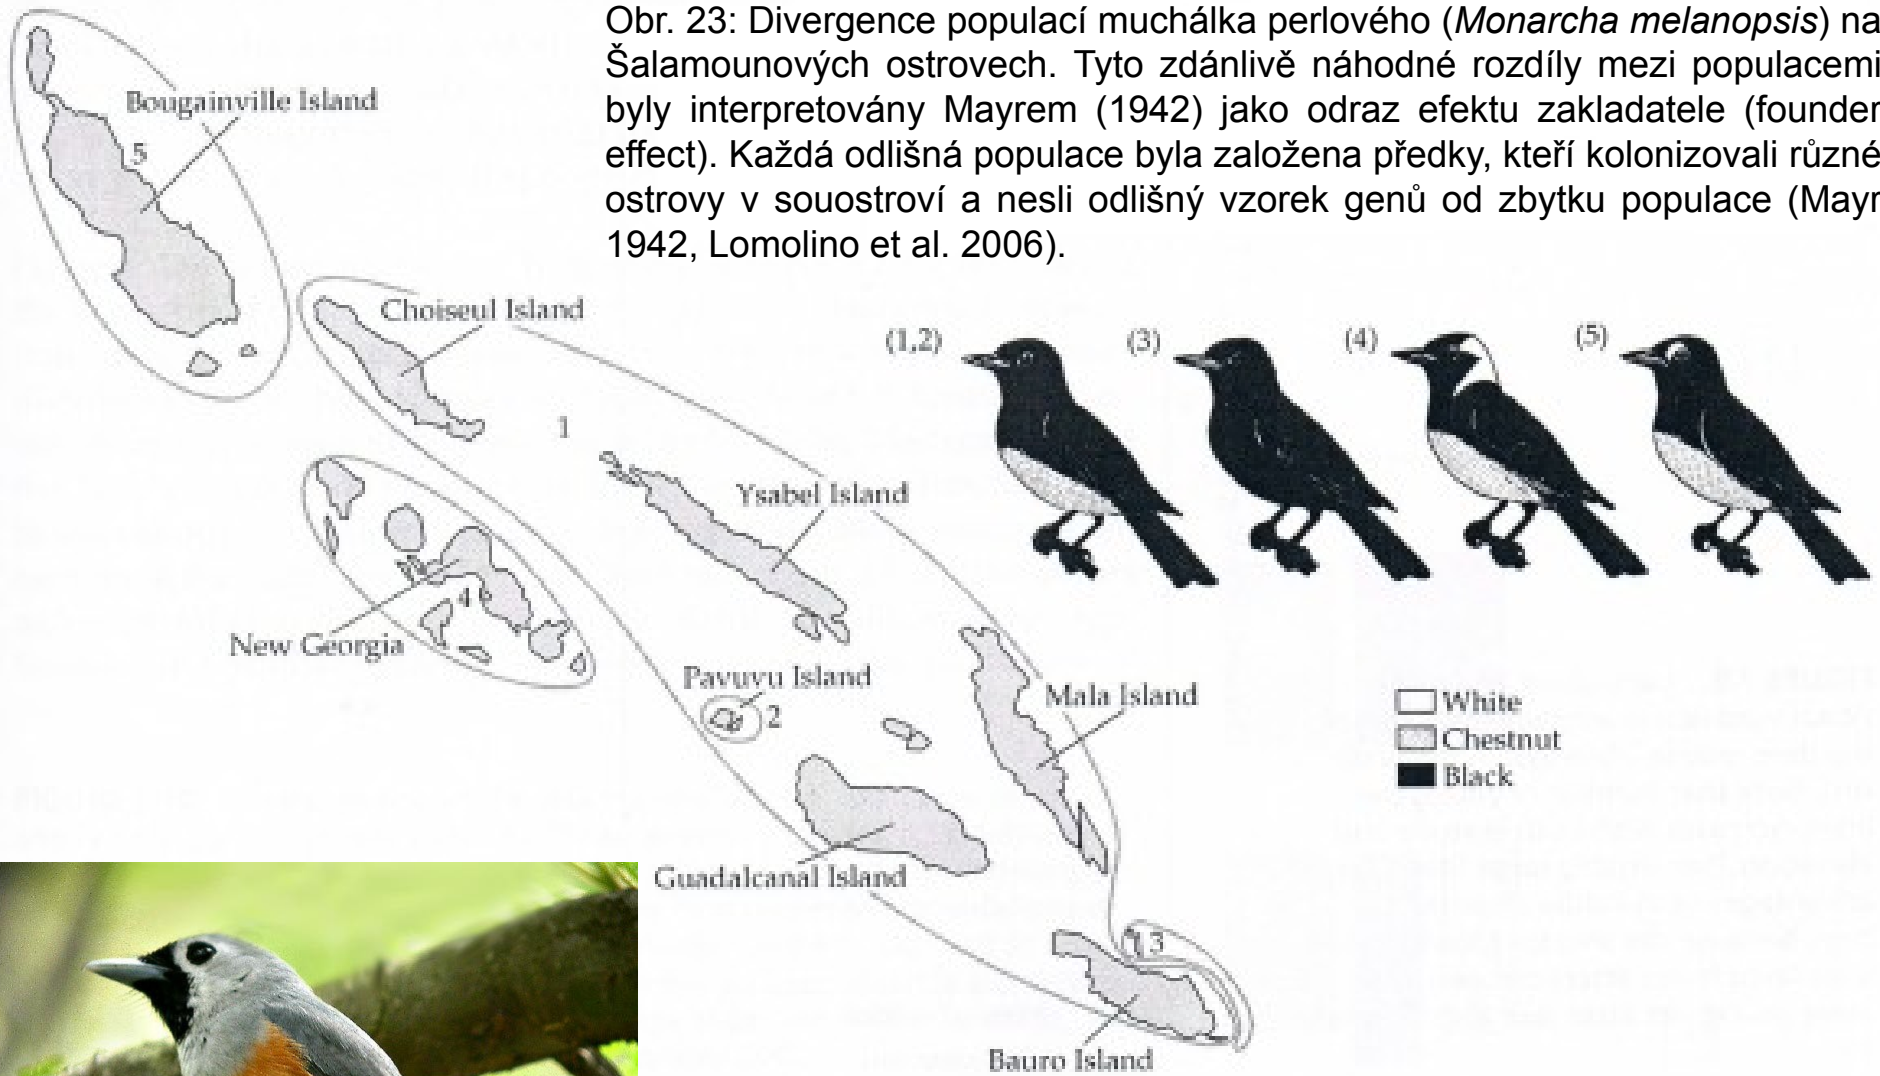 Obr. 23: Divergence populací muchálka perlového (Monarcha melanopsis) na
Šalamounových ostrovech. Tyto zdánlivě náhodné rozdíly mezi populacemi
byly interpretovány Mayrem (1942) jako odraz efektu zakladatele (founder
effect). Každá odlišná populace byla založena předky, kteří kolonizovali různé
ostrovy v souostroví a nesli odlišný vzorek genů od zbytku populace (Mayr
1942, Lomolino et al. 2006).
Bougainville Island
5
Choiseul Island
(1,2)
(3)
(4)
(5)
1
Ysabel Island
4
New Georgia
Pavuvu Island
2
Mala Island
White
Chestnut
Black
Guadalcanal Island
3
Bauro Island